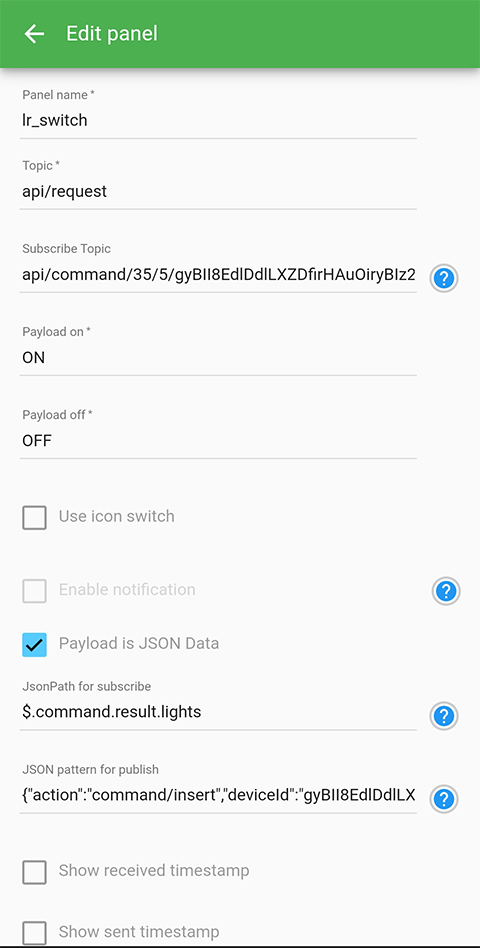 Edit panel
Panel name *
lr_switch
Topic *
api/request
Subscribe Topic
api/command/35/5/gyBII8EdlDdlLXZDfirHAuOiryBIz2
Payload on *
ON
Payload off *
OFF
Use icon switch
Enable notification
Payload is JSON Data
JsonPath for subscribe
$.command.result.lights
JSON pattern for publish
{"action":"command/insert","deviceId":"gyBII8EdlDdlLX
Show received timestamp
Show sent timestamp